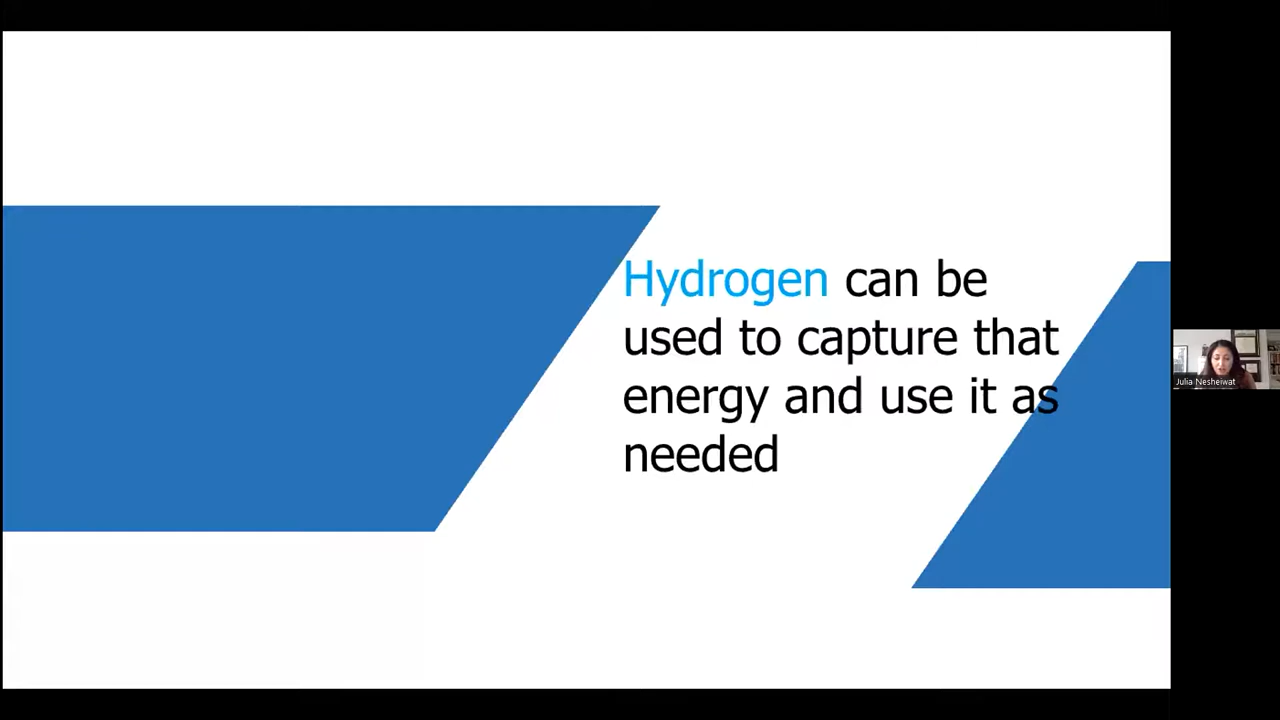 Hydrogen can be
used to capture that
energy and use it as
needed
Julia Nesheiwat